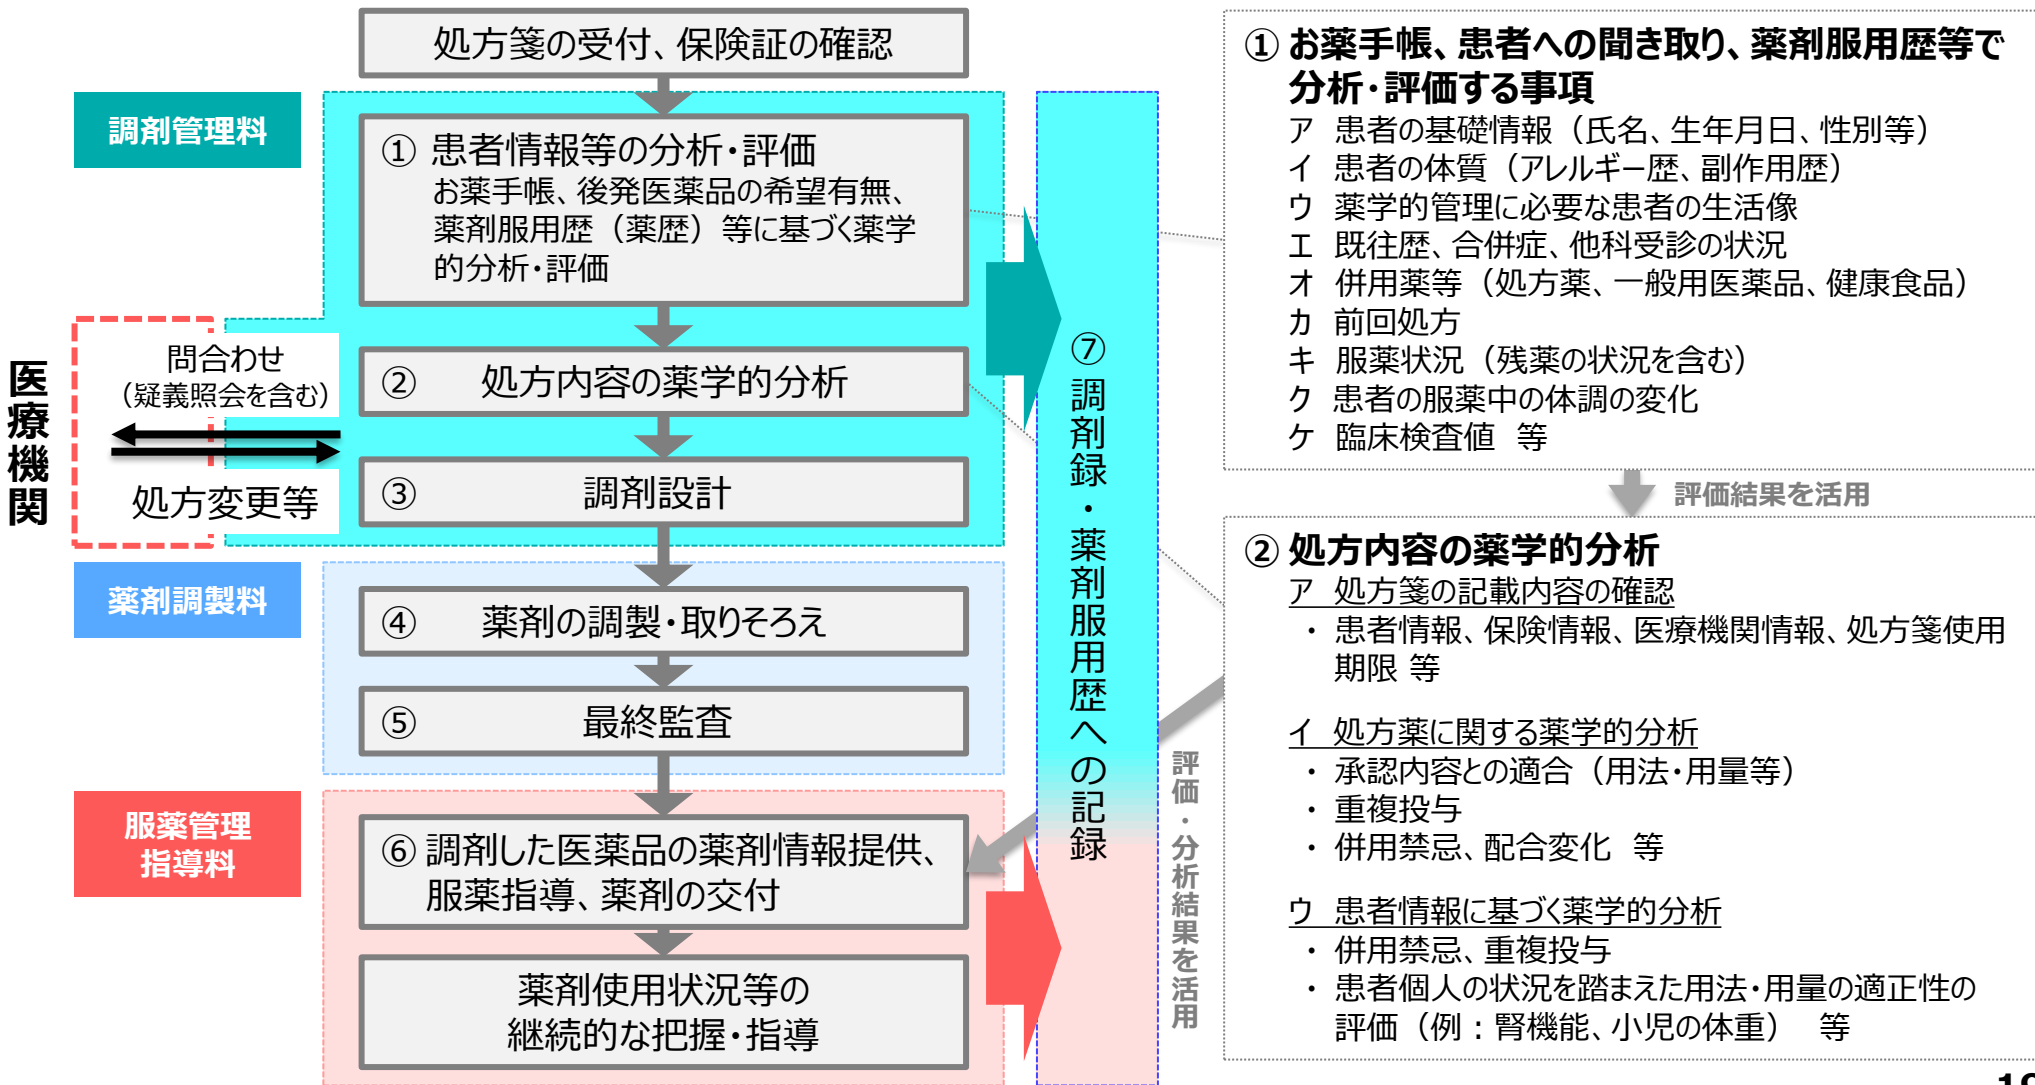 処方箋の受付、保険証の確認
調剤管理料
① 患者情報等の分析・評価
お薬手帳、後発医薬品の希望有無、
薬剤服用歴（薬歴）等に基づく薬学
的分析・評価
医療機関
問合わせ
（疑義照会を含む）
処方変更等
② 処方内容の薬学的分析
③ 調剤設計
薬剤調製料
④ 薬剤の調製・取りそろえ
⑤ 最終監査
服薬管理
指導料
⑥ 調剤した医薬品の薬剤情報提供、
服薬指導、薬剤の交付
薬剤使用状況等の
継続的な把握・指導
⑦調剤録・薬剤服用歴への記録
評価・分析結果を活用
① お薬手帳、患者への聞き取り、薬剤服用歴等で
分析・評価する事項
ア 患者の基礎情報（氏名、生年月日、性別等）
イ 患者の体質（アレルギー歴、副作用歴）
ウ 薬学的管理に必要な患者の生活像
エ 既往歴、合併症、他科受診の状況
オ 併用薬等（処方薬、一般用医薬品、健康食品）
カ 前回処方
キ 服薬状況（残薬の状況を含む）
ク 患者の服薬中の体調の変化
ケ 臨床検査値 等
評価結果を活用
② 処方内容の薬学的分析
ア 処方箋の記載内容の確認
・ 患者情報、保険情報、医療機関情報、処方箋使用
期限 等
イ 処方薬に関する薬学的分析
・ 承認内容との適合（用法・用量等）
・ 重複投与
・ 併用禁忌、配合変化 等
ウ 患者情報に基づく薬学的分析
・ 併用禁忌、重複投与
・ 患者個人の状況を踏まえた用法・用量の適正性の
評価（例：腎機能、小児の体重） 等